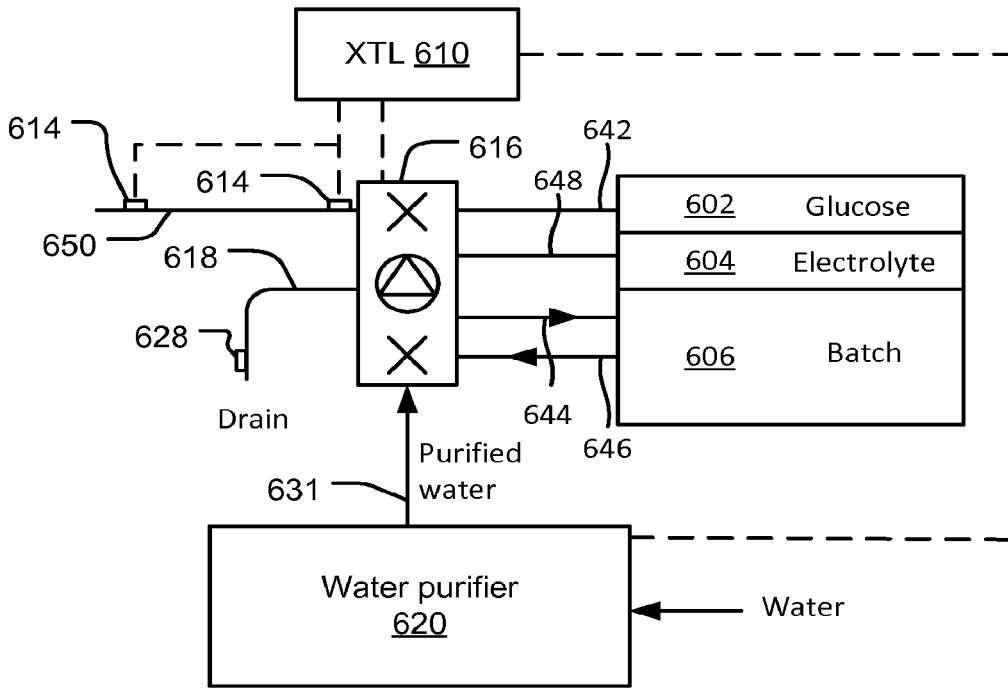 XTL 610
614
616
642
614
648
602 Glucose
650
604 Electrolyte
618
628
606 Batch
Drain
644
646
Purified
water
631
Water purifier
620
Water